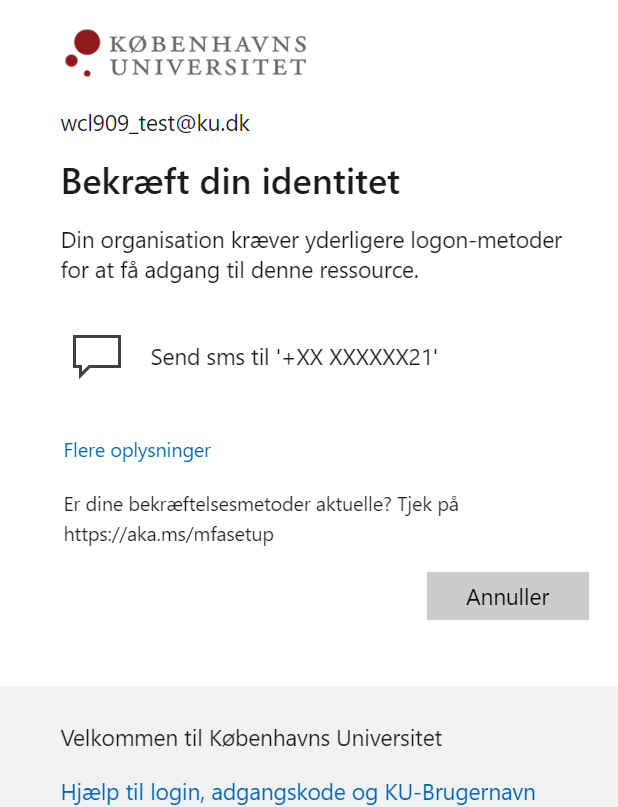 KØBENHAVNS
UNIVERSITET
wcl909_test@ku.dk
Bekræft din identitet
Din organisation kræver yderligere logon-metoder
for at få adgang til denne ressource.
Send sms til '+XX XXXXXX21'
Flere oplysninger
Er dine bekræftelsesmetoder aktuelle? Tjek på
https://aka.ms/mfasetup
Annuller
Velkommen til Københavns Universitet
Hjælp til login, adgangskode og KU-Brugernavn